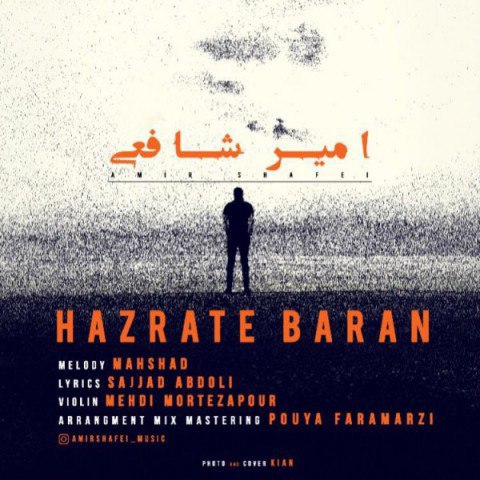 امیر شافعی
AMIR SHAFEI
HAZRATE BARAN
MELODY MAHSHAD
LYRICS SAJJAD ABDOLI
VIOLIN MEHDI MORTEZAPOUR
ARRANGMENT MIX MASTERING POUYA FARAMARZI
AMIRSHAFEI_MUSIC
PHOTO AND COVER KIAN